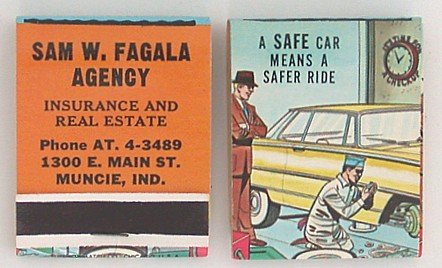 SAM W. FAGALA
AGENCY
INSURANCE AND
REAL ESTATE
Phone AT. 4-3489
1300 E. MAIN ST.
MUNCIE, IND.
A SAFE CAR
MEANS A
SAFER RIDE